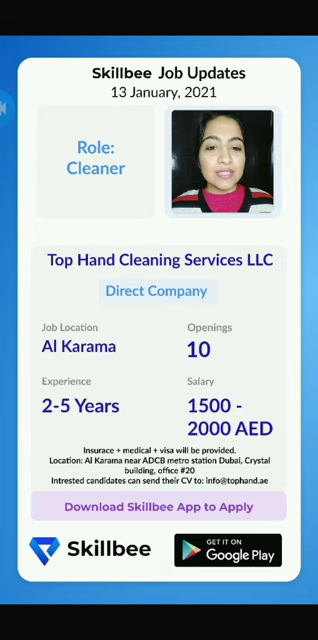 Skillbee Job Updates
13 January, 2021
Role:
Cleaner
Top Hand Cleaning Services LLC
Direct Company
Job Location
Al Karama
Openings
10
Experience
2-5 Years
Salary
1500 -
2000 AED
Insurace + medical + visa will be provided.
Location: Al Karama near ADCB metro station Dubai, Crystal
building, office #20
Intrested candidates can send their CV to: info@tophand.ae
Download Skillbee App to Apply
Skillbee
GET IT ON
Google Play